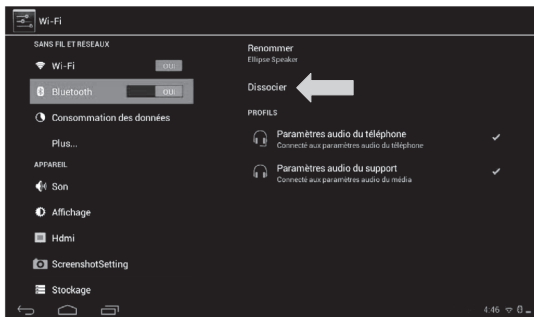 Wi-Fi
SANS FIL ET RÉSEAUX
Wi-Fi OUI
Bluetooth OUI
Consommation des données
Plus...
APPAREIL
Son
Affichage
Hdmi
ScreenshotSetting
Stockage
Renommer
Ellipse Speaker
Dissocier
PROFILS
Paramètres audio du téléphone
Connecté aux paramètres audio du téléphone
Paramètres audio du support
Connecté aux paramètres audio du média
4:46